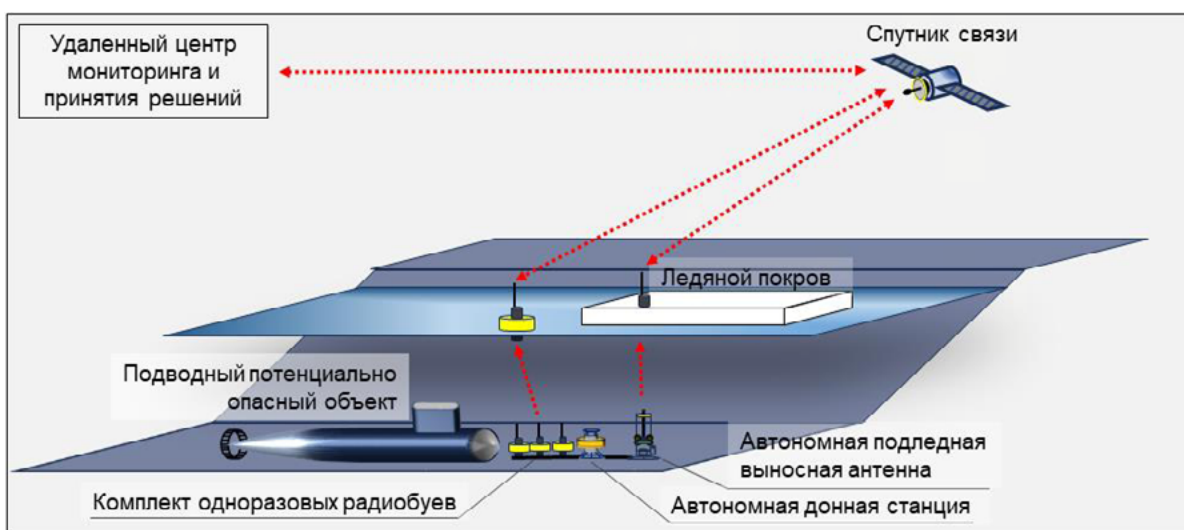 Удаленный центр
мониторинга и
принятия решений
Спутник связи
Ледяной покров
Подводный потенциально
опасный объект
Автономная подледная
выносная антенна
Комплект одноразовых радиобуев
Автономная донная станция